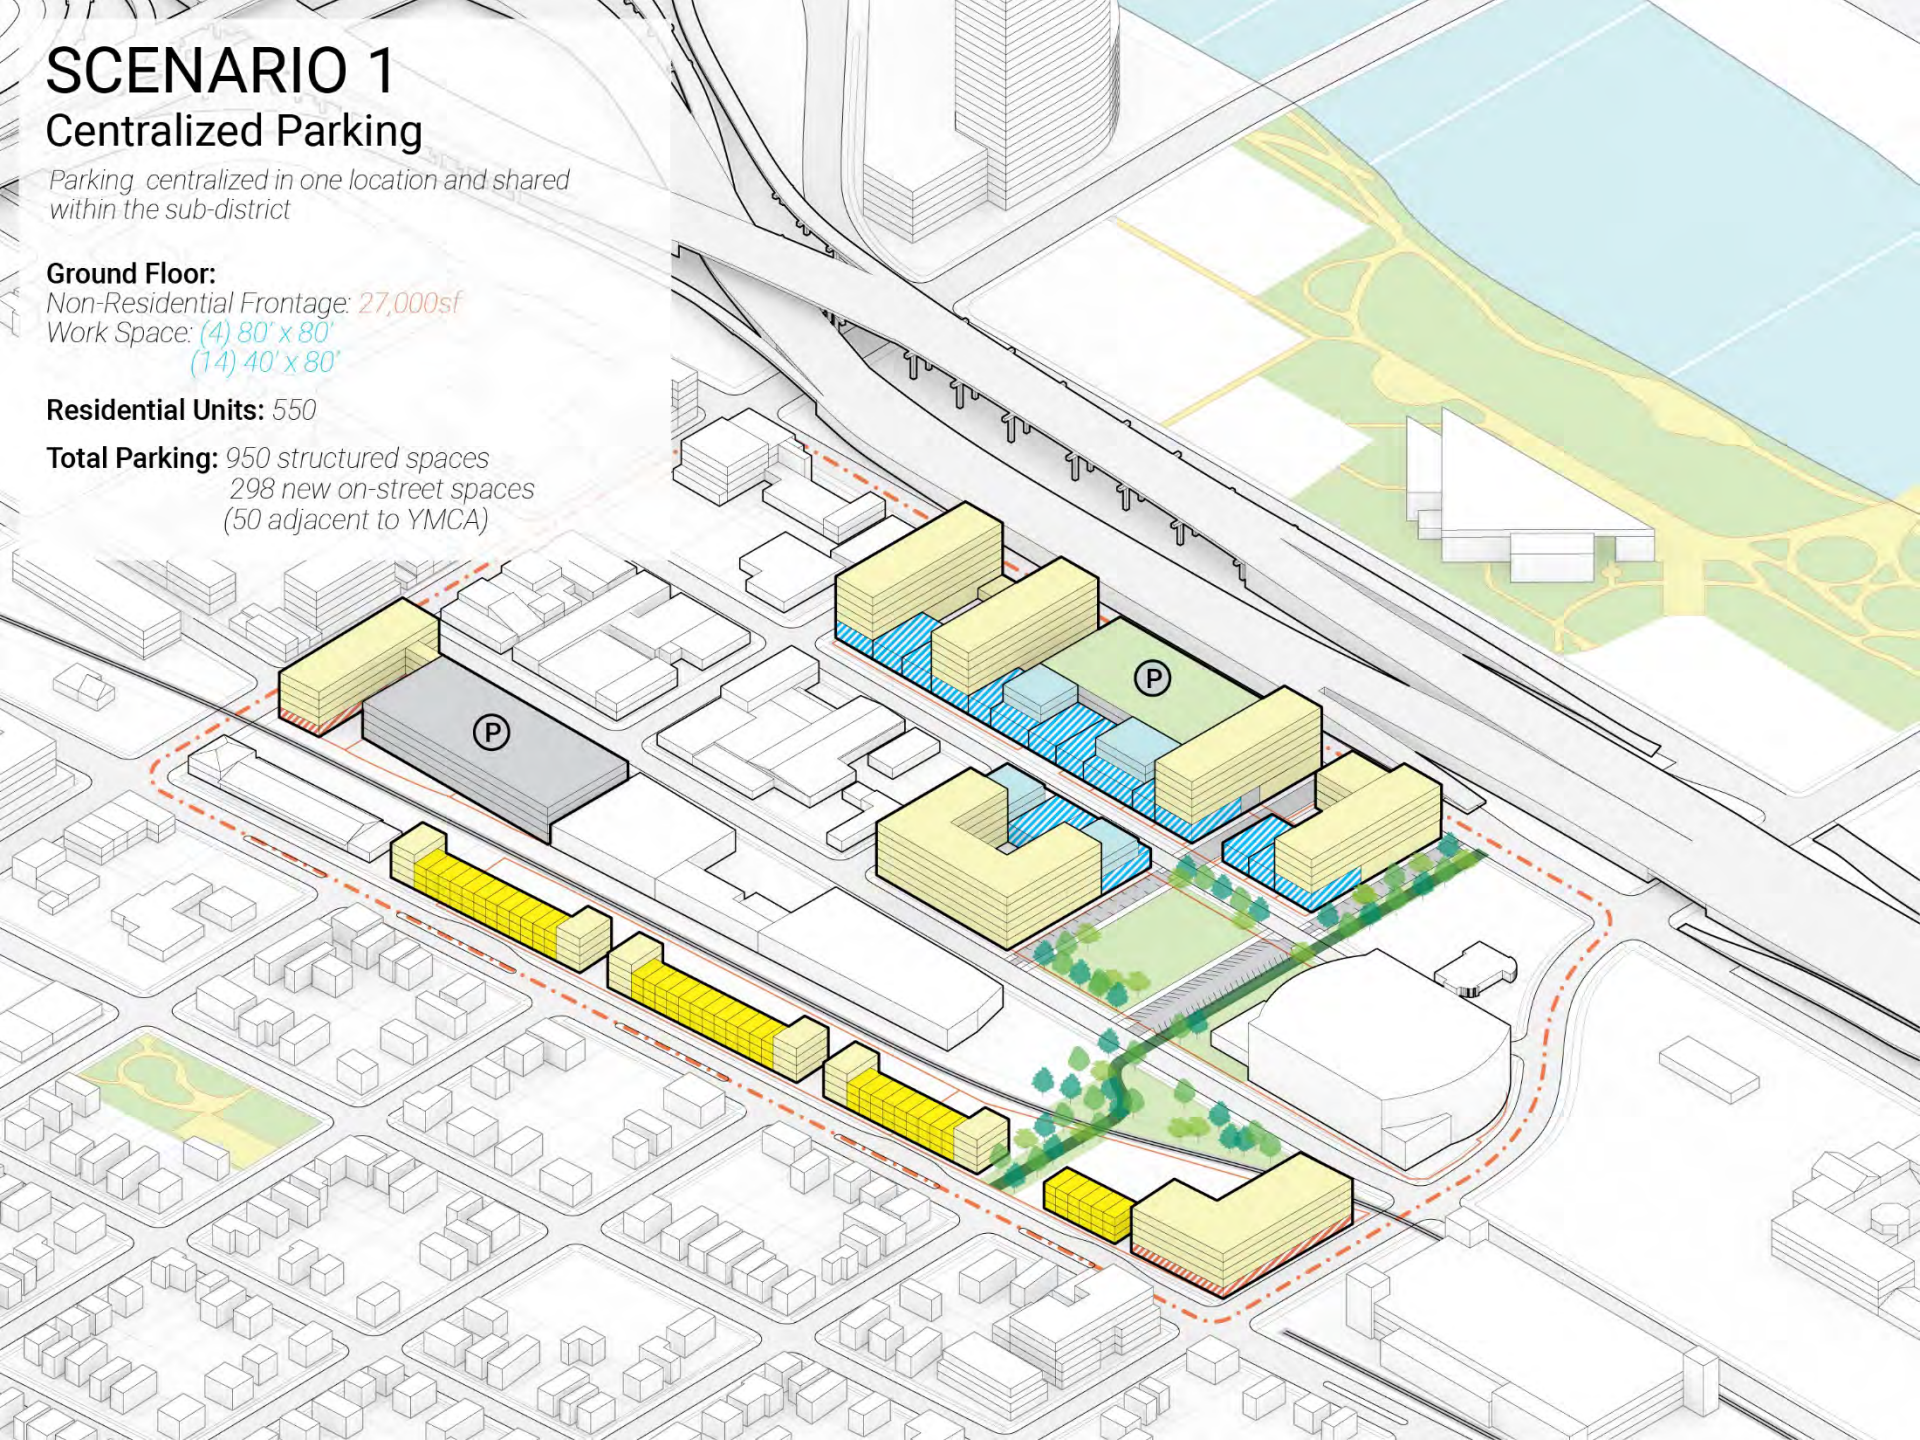 SCENARIO 1
Centralized Parking
Parking centralized in one location and shared
within the sub-district
Ground Floor:
Non-Residential Frontage: 27,000sf
Work Space: (4) 80' x 80'
(14) 40' x 80'
Residential Units: 550
Total Parking: 950 structured spaces
298 new on-street spaces
(50 adjacent to YMCA)
P
P